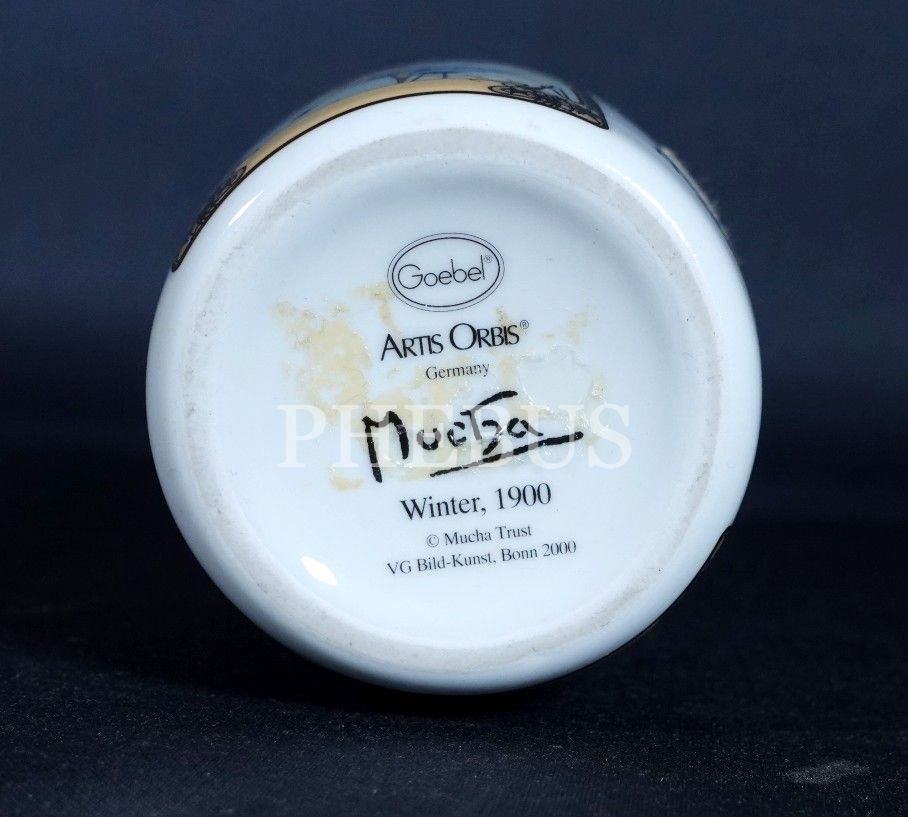 Goebel®
ARTIS ORBIS®
Germany
Mucha
PHEBUS
Winter, 1900
© Mucha Trust
VG Bild-Kunst, Bonn 2000